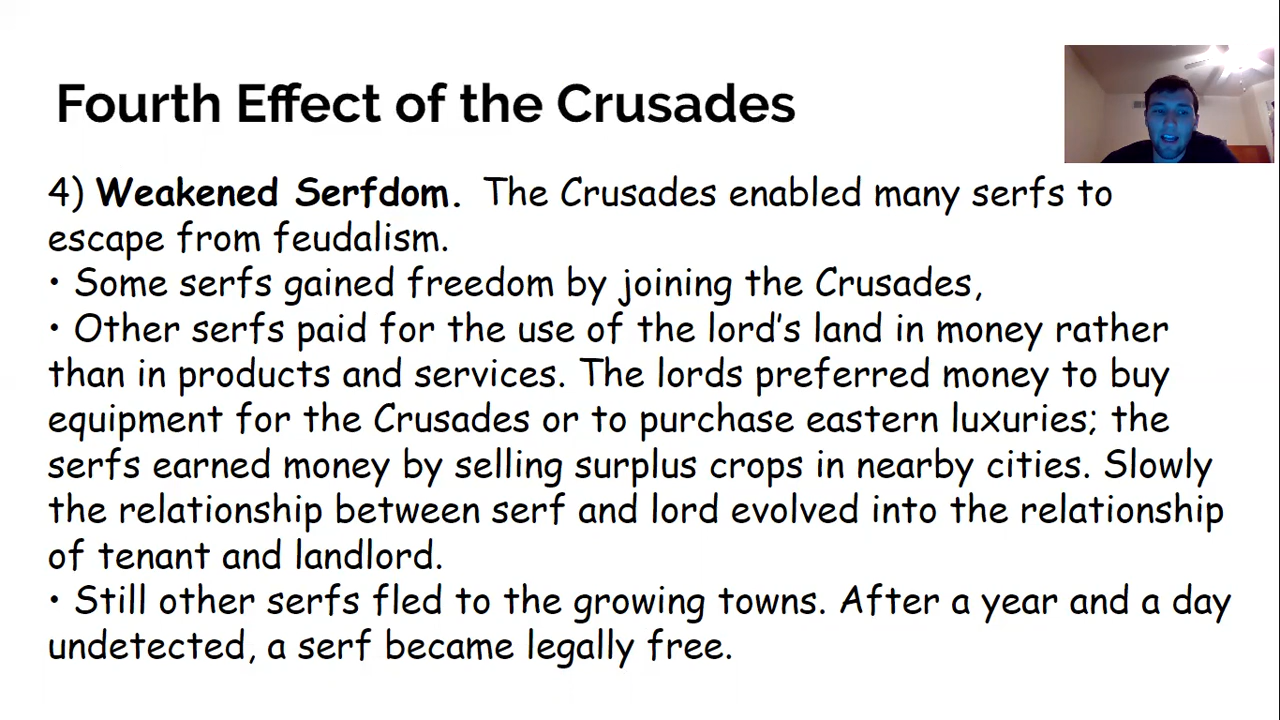 Fourth Effect of the Crusades
4) Weakened Serfdom. The Crusades enabled many serfs to
escape from feudalism.
• Some serfs gained freedom by joining the Crusades,
• Other serfs paid for the use of the lord’s land in money rather
than in products and services. The lords preferred money to buy
equipment for the Crusades or to purchase eastern luxuries; the
serfs earned money by selling surplus crops in nearby cities. Slowly
the relationship between serf and lord evolved into the relationship
of tenant and landlord.
• Still other serfs fled to the growing towns. After a year and a day
undetected, a serf became legally free.